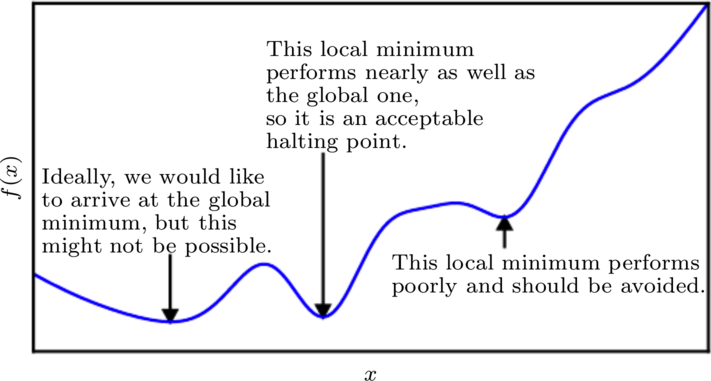 This local minimum
performs nearly as well as
the global one,
so it is an acceptable
halting point.
Ideally, we would like
to arrive at the global
minimum, but this
might not be possible.
This local minimum performs
poorly and should be avoided.
f(x)
x